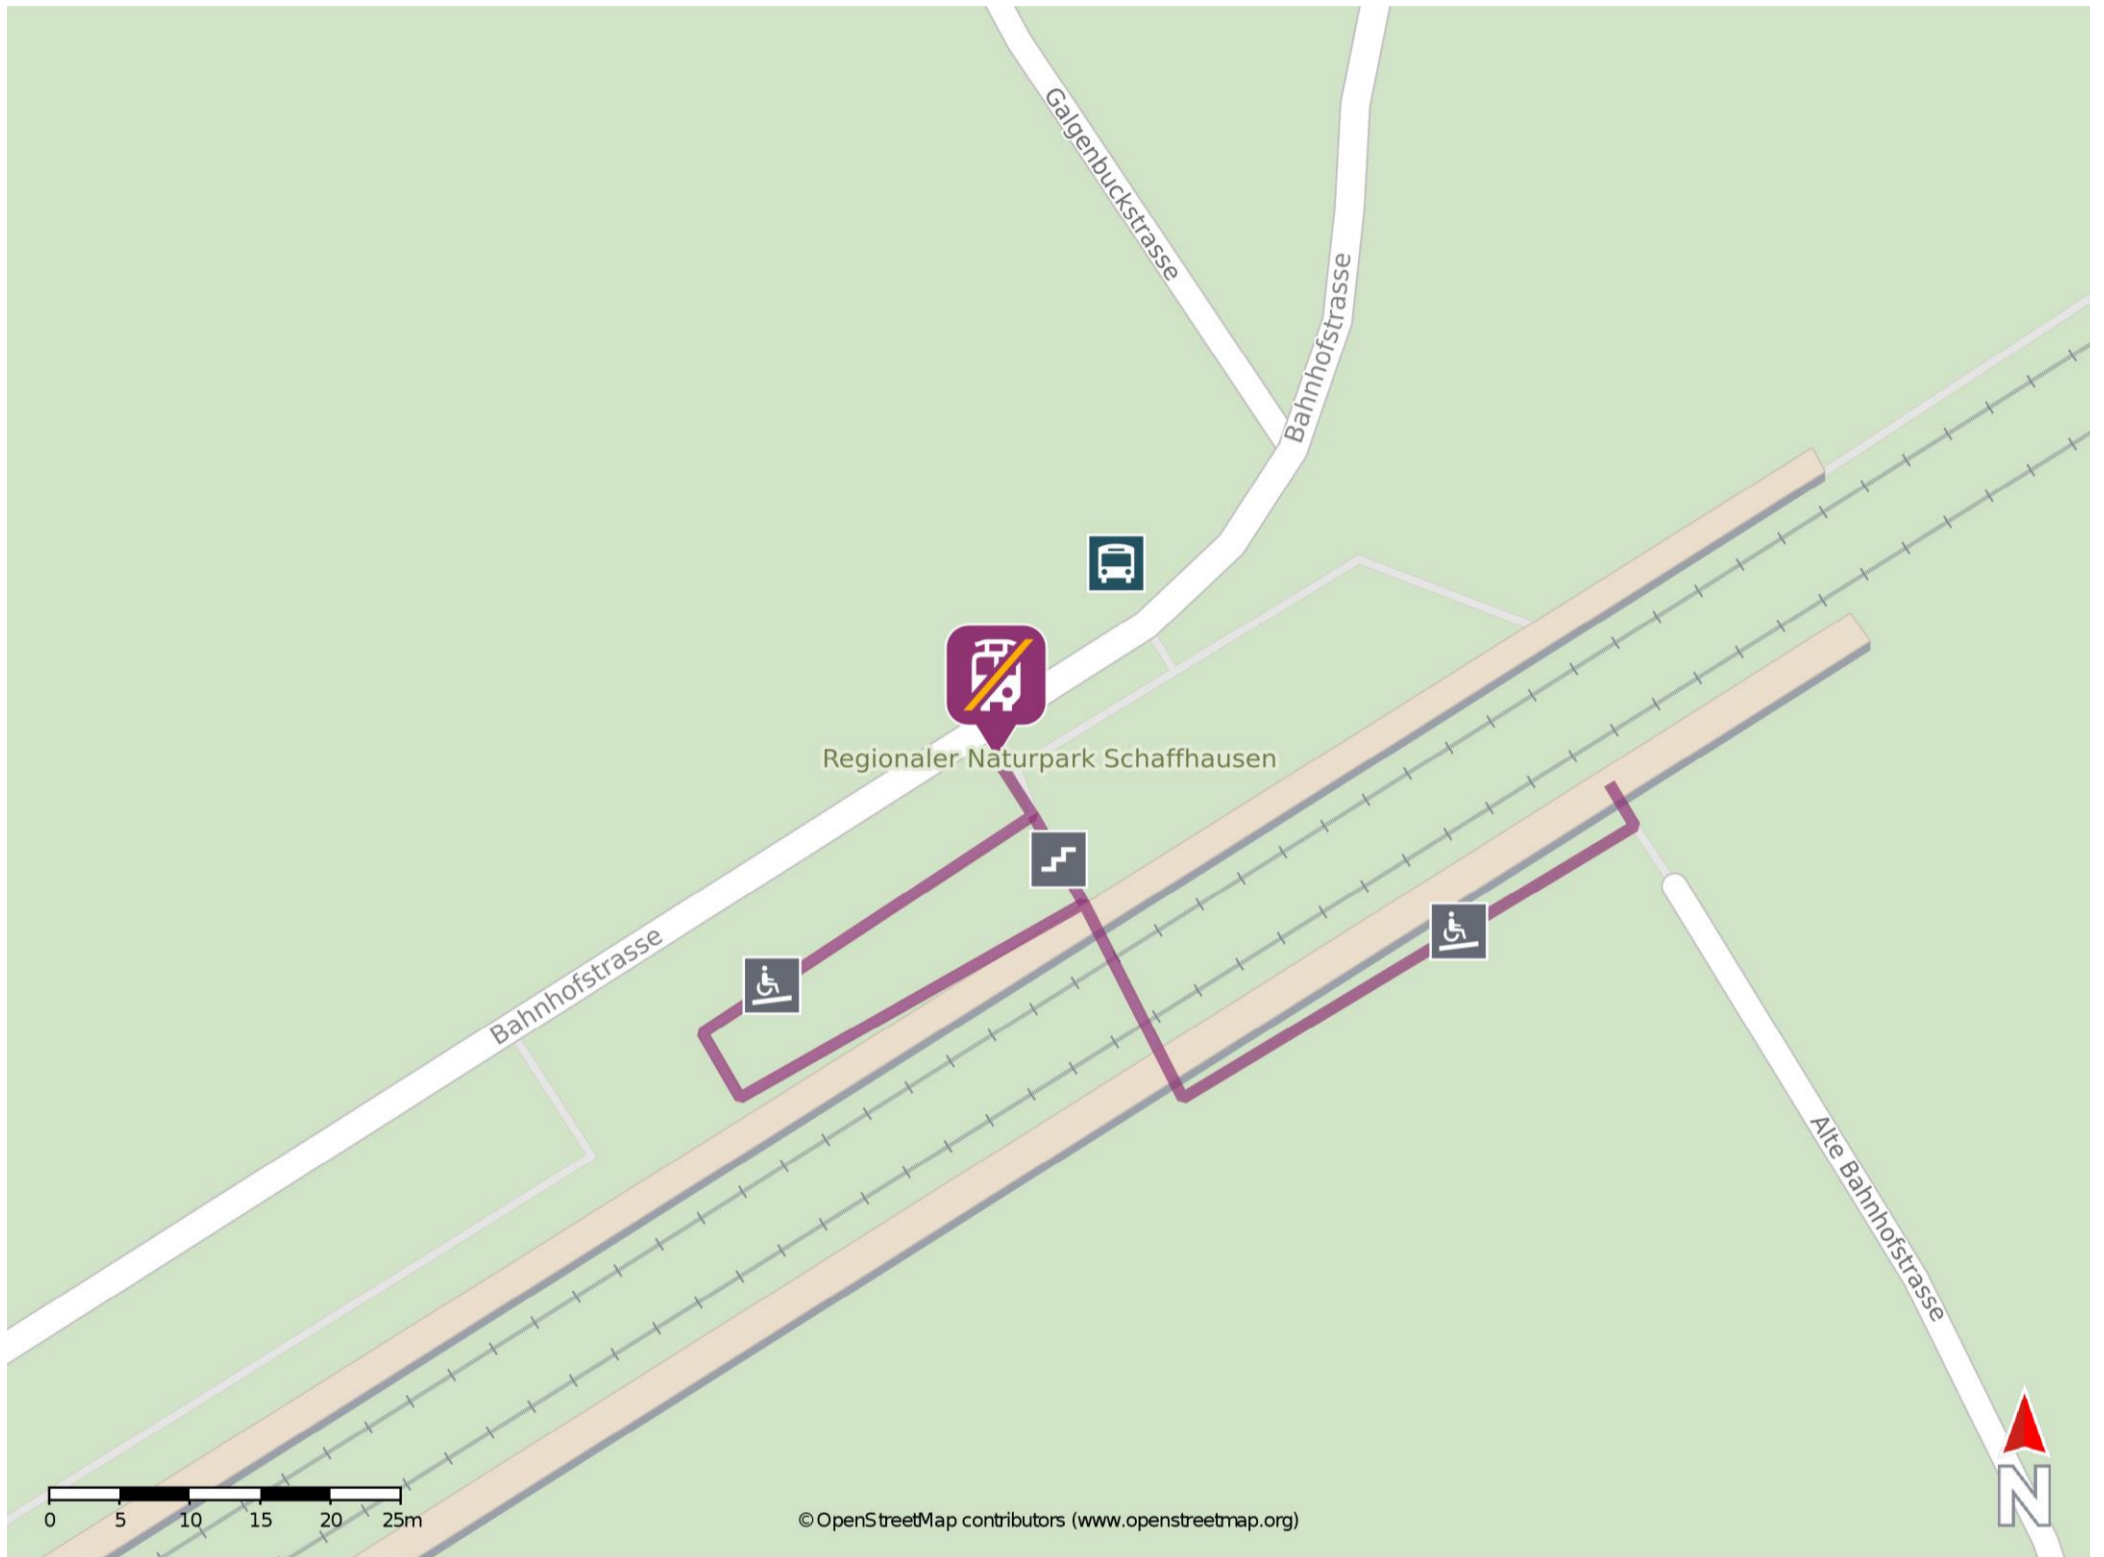 Galgenbuckstrasse
Bahnhofstrasse
Regionaler Naturpark Schaffhausen
Bahnhofstrasse
Alte Bahnhofstrasse
N
0 5 10 15 20 25m
©OpenStreetMap contributors (www.openstreetmap.org)